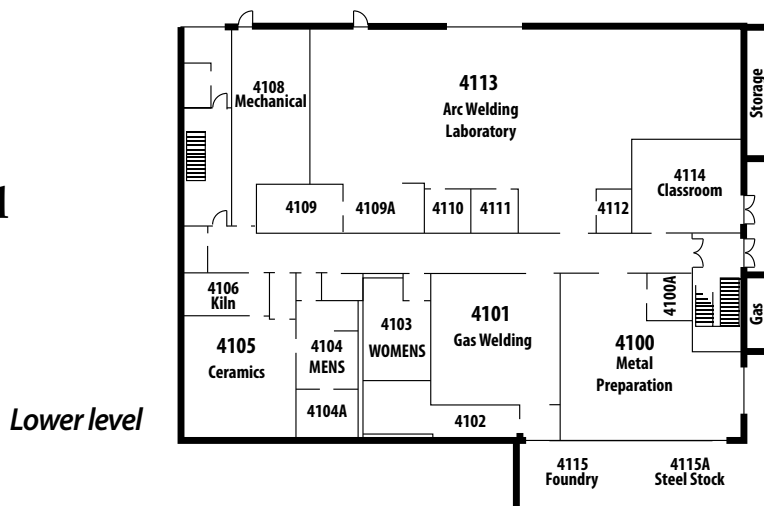 4108
Mechanical
4113
Arc Welding
Laboratory
Storage
4114
Classroom
4109
4109A
4110
4111
4112
1
4106
Kiln
4100A
Gas
4105
Ceramics
4104
MENS
4103
WOMENS
4101
Gas Welding
4100
Metal
Preparation
Lower level
4104A
4102
4115
Foundry
4115A
Steel Stock